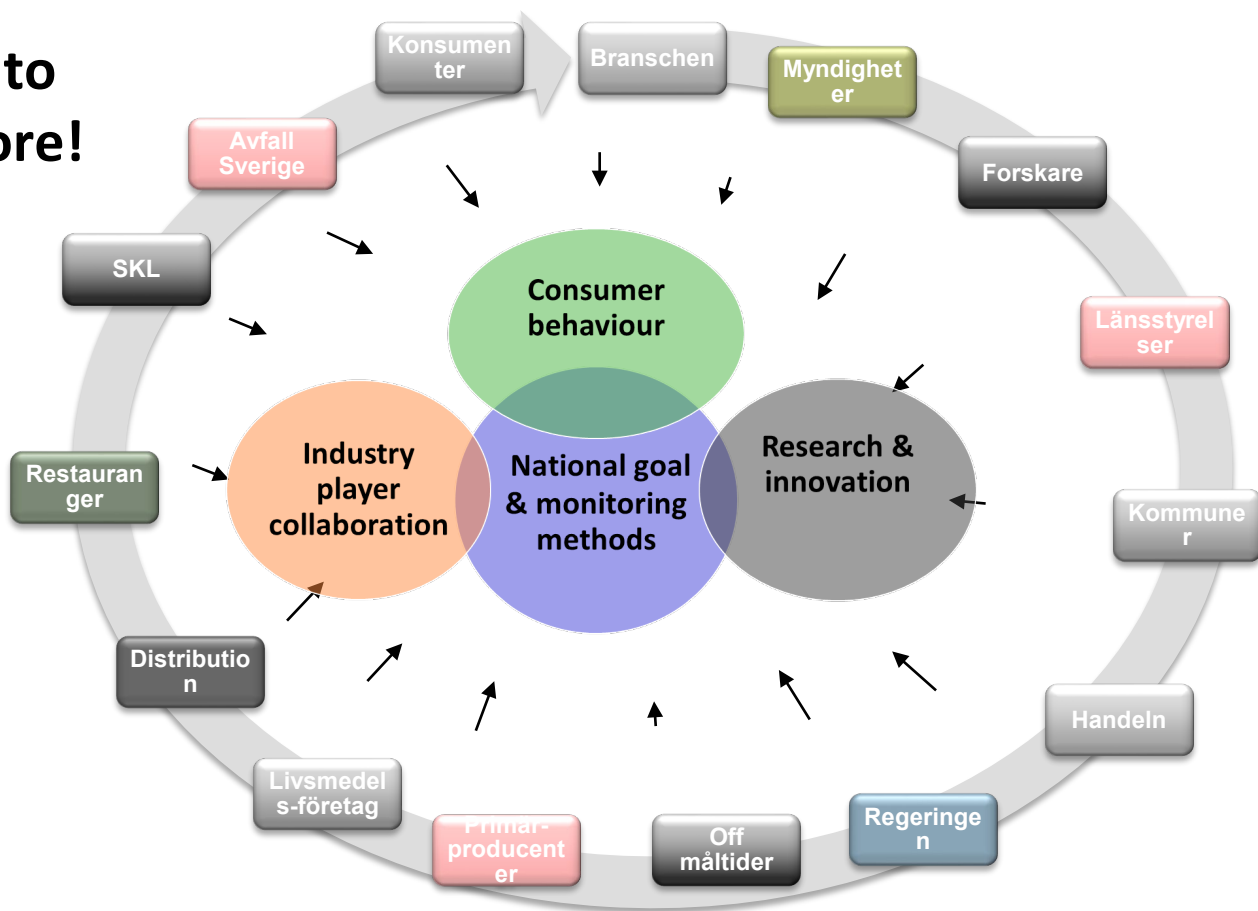 to
ore!
Konsumen
ter
Branschen
Myndighet
er
Avfall
Sverige
Forskare
SKL
Länsstyrel
ser
Consumer
behaviour
Industry
player
collaboration
National goal
& monitoring
methods
Research &
innovation
Restauran
ger
Kommune
r
Distributio
n
Handeln
Livsmedel
s-företag
Primär-
producent
er
Off
måltider
Regeringe
n